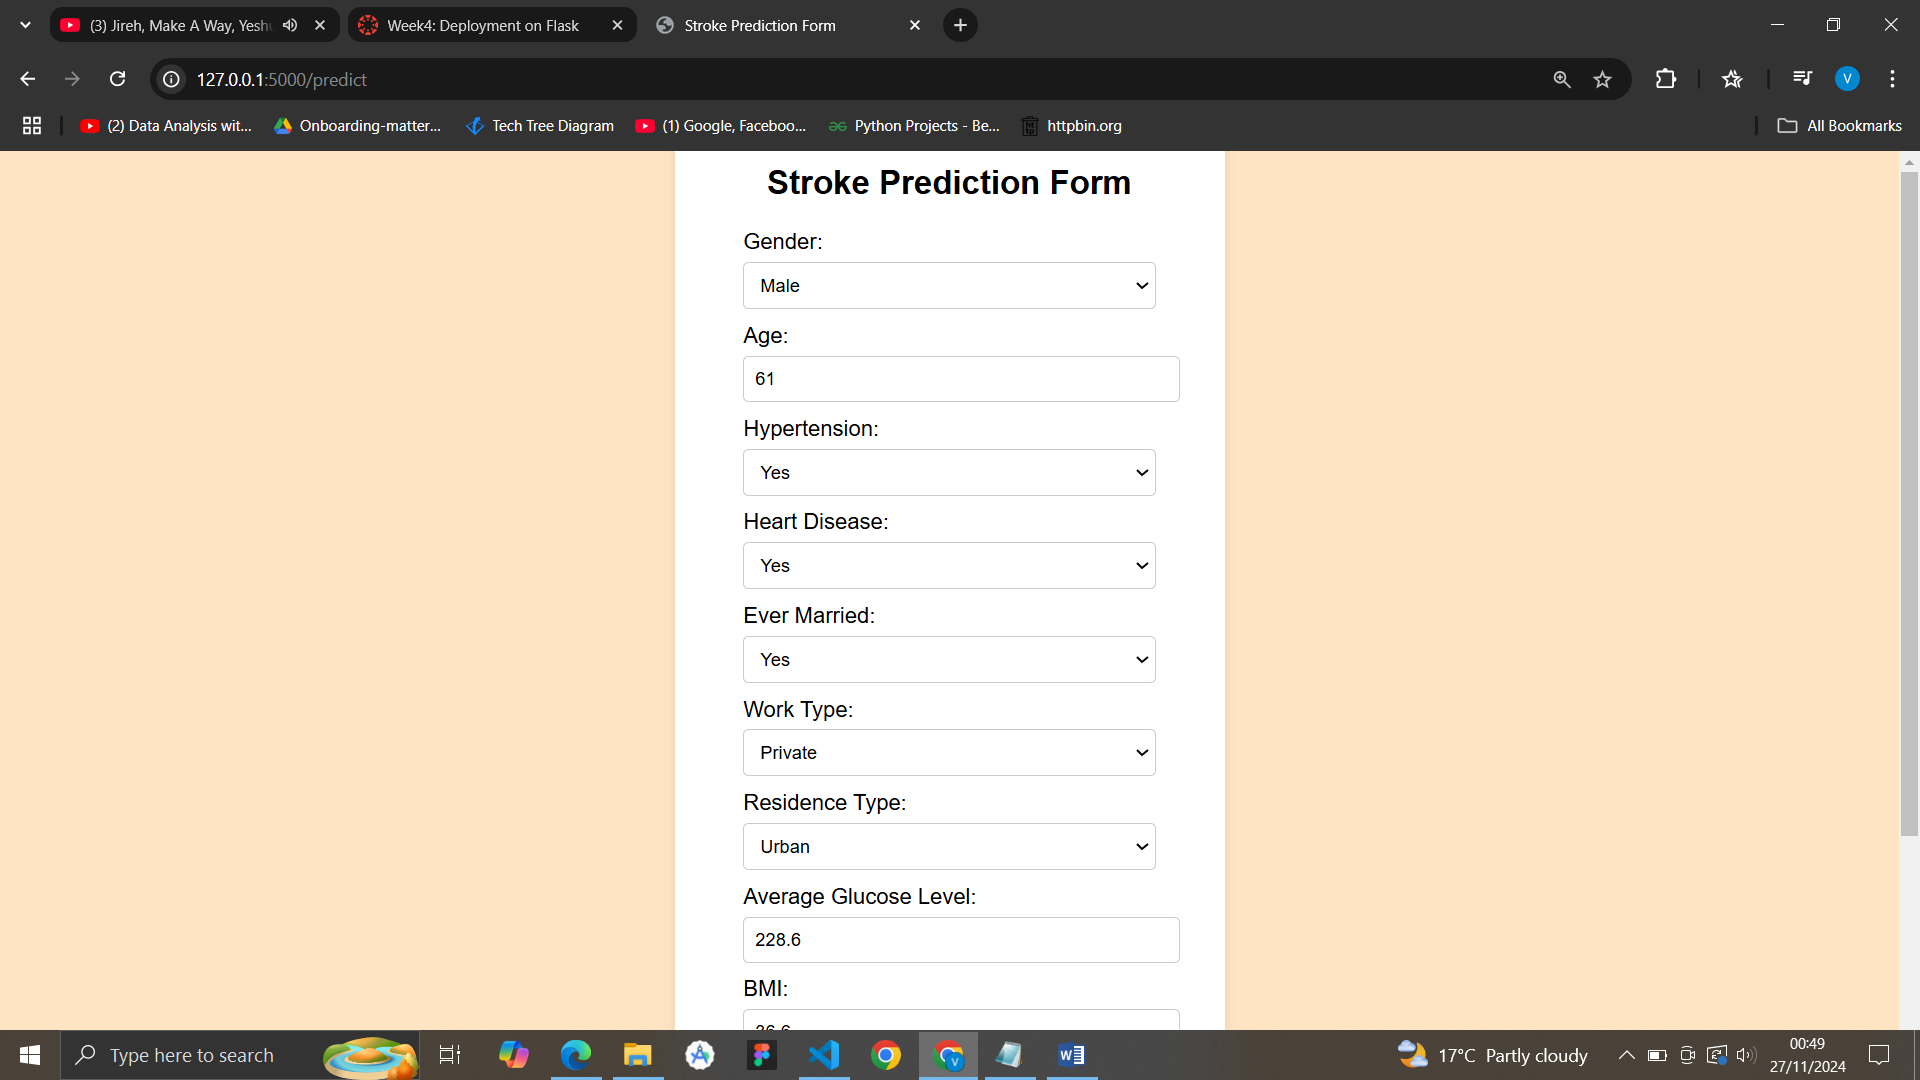 (3) Jireh, Make A Way, Yeshu
Week4: Deployment on Flask
Stroke Prediction Form
127.0.0.1:5000/predict
V
(2) Data Analysis wit...
Onboarding-matter...
Tech Tree Diagram
(1) Google, Faceboo...
Python Projects - Be...
httpbin.org
All Bookmarks
Stroke Prediction Form
Gender:
Male
Age:
61
Hypertension:
Yes
Heart Disease:
Yes
Ever Married:
Yes
Work Type:
Private
Residence Type:
Urban
Average Glucose Level:
228.6
BMI:
Type here to search
17°C Partly cloudy
00:49
27/11/2024